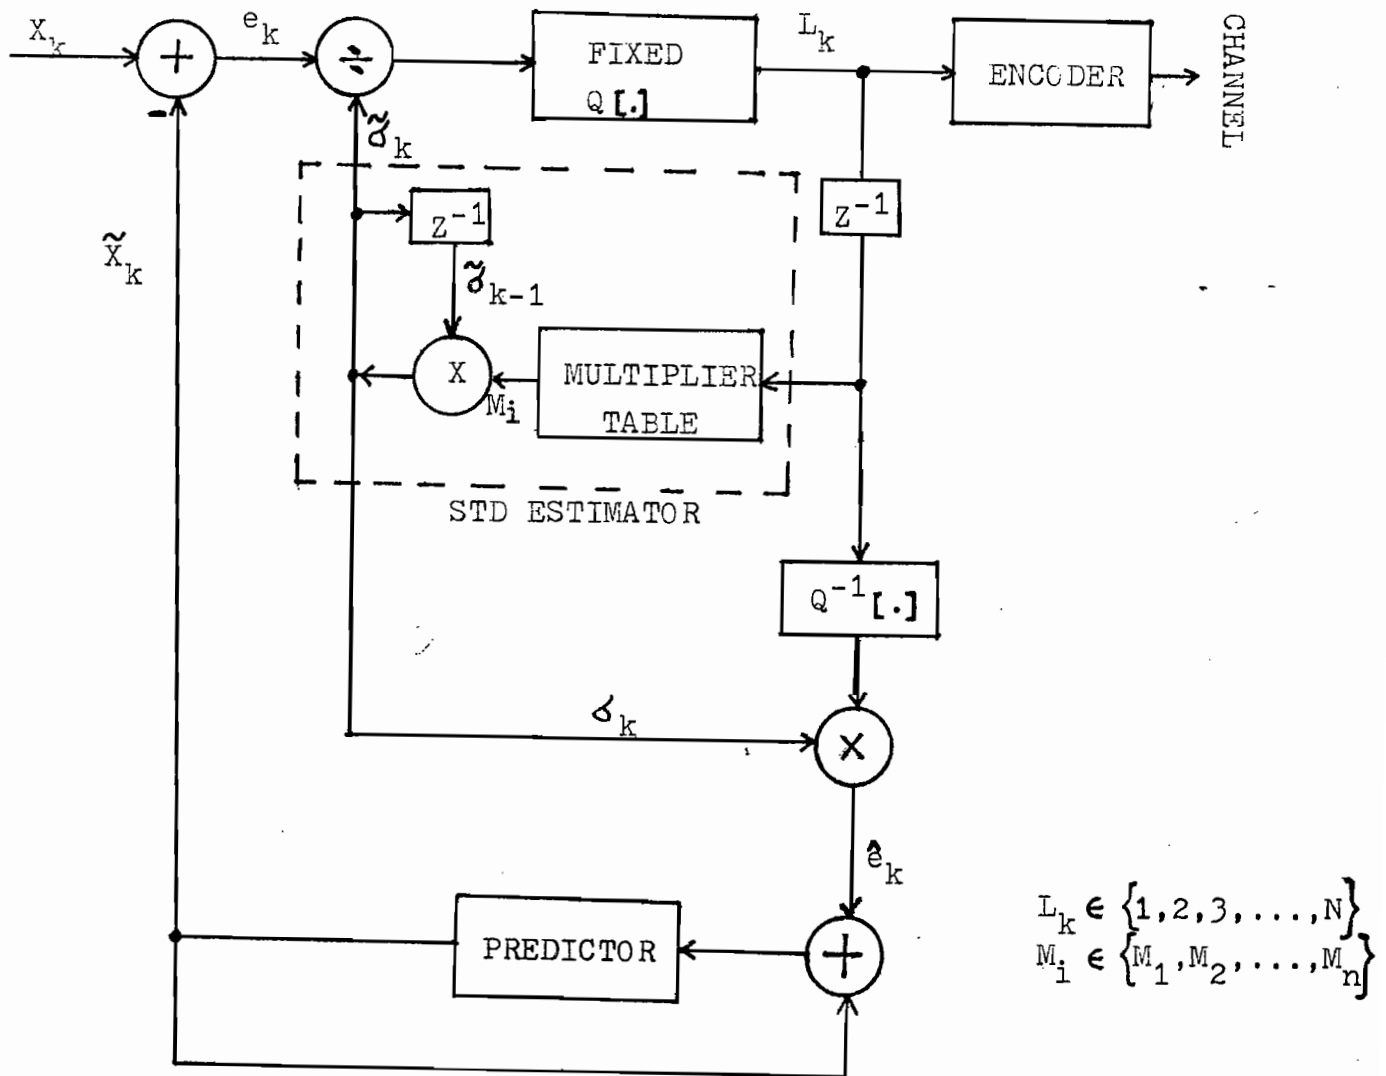 X_k
e_k
+
-
÷
FIXED
Q [.]
L_k
ENCODER
CHANNEL
σ̃_k
Z^-1
Z^-1
X̃_k
σ̃_k-1
X
M_i
MULTIPLIER
TABLE
STD ESTIMATOR
Q^-1 [.]
σ_k
X
ê_k
PREDICTOR
+
L_k ∈ {1,2,3,...,N}
M_i ∈ {M_1,M_2,...,M_n}